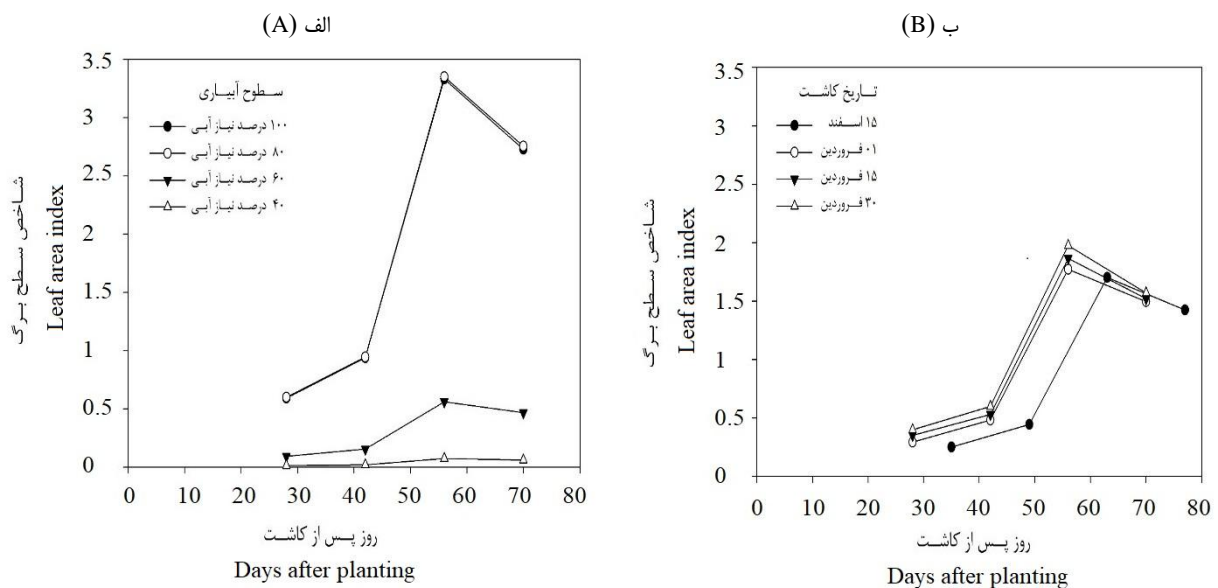 الف (A)
3.5
3
2.5
2
1.5
1
0.5
0
شاخص سطح برگ
Leaf area index
سطوح آبیاری
۱۰۰ درصد نیاز آبی
۸۰ درصد نیاز آبی
۶۰ درصد نیاز آبی
۴۰ درصد نیاز آبی
0 10 20 30 40 50 60 70 80
روز پس از کاشت
Days after planting
ب (B)
3.5
3
2.5
2
1.5
1
0.5
0
شاخص سطح برگ
Leaf area index
تاریخ کاشت
۱۵ اسفند
۰۱ فروردین
۱۵ فروردین
۳۰ فروردین
0 10 20 30 40 50 60 70 80
روز پس از کاشت
Days after planting